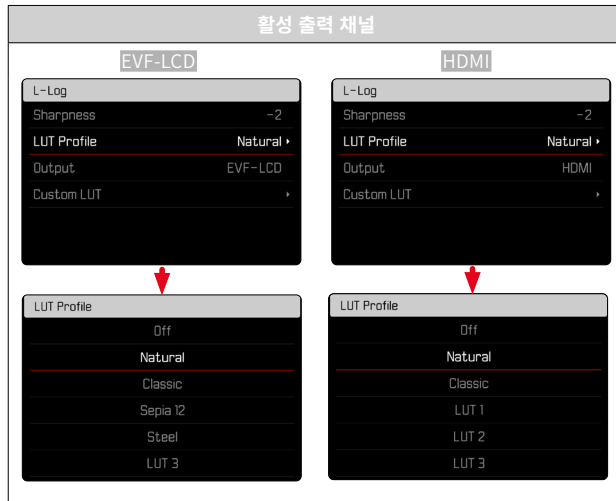 활성 출력 채널
EVF-LCD
L-Log
Sharpness -2
LUT Profile Natural
Output EVF-LCD
Custom LUT
LUT Profile
Off
Natural
Classic
Sepia 12
Steel
LUT 3
HDMI
L-Log
Sharpness -2
LUT Profile Natural
Output HDMI
Custom LUT
LUT Profile
Off
Natural
Classic
LUT 1
LUT 2
LUT 3